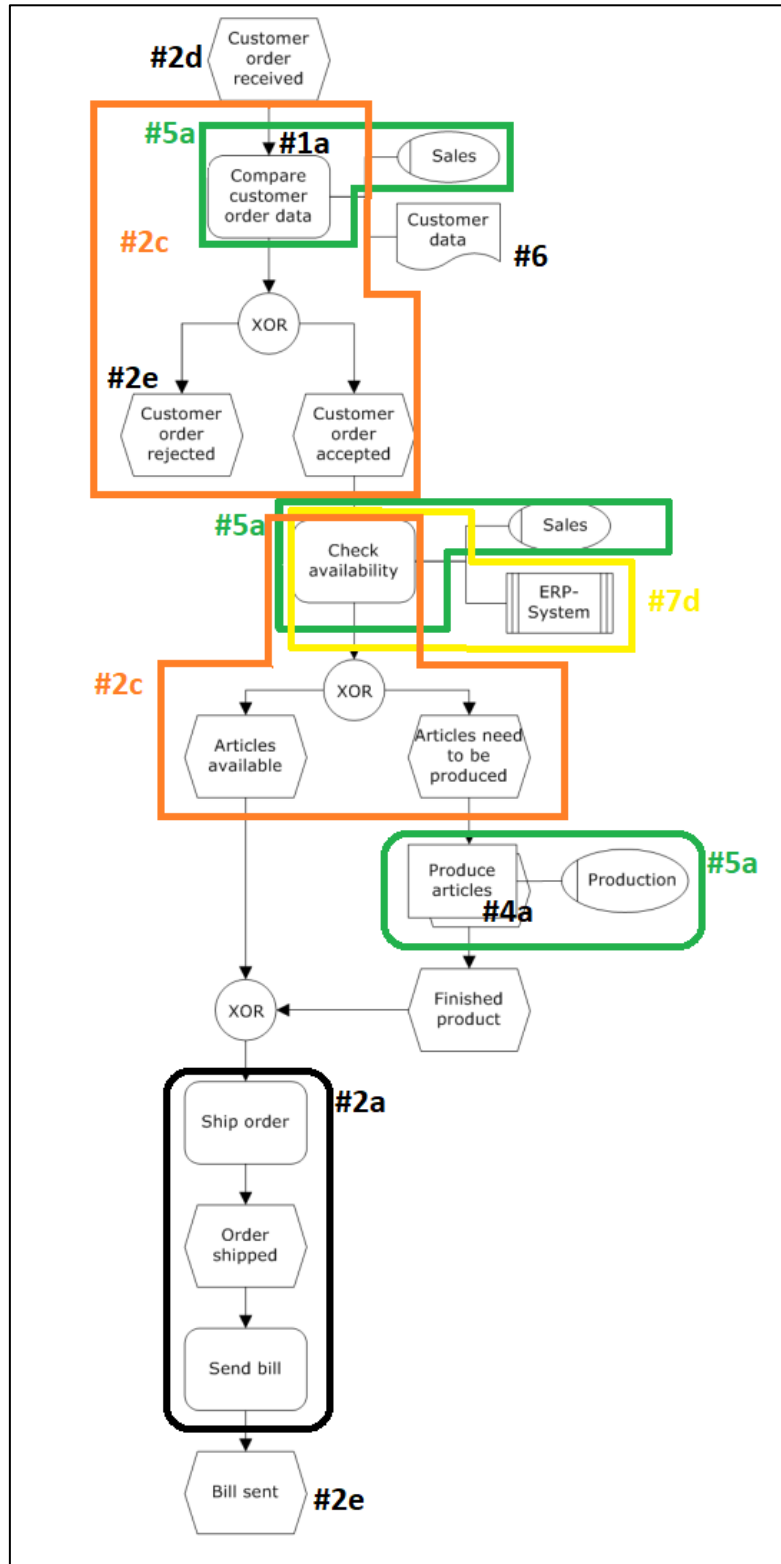 #2d
Customer
order
received
#5a
#1a
Compare
customer
order data
Sales
#2c
Customer
data
#6
XOR
#2e
Customer
order
rejected
Customer
order
accepted
#5a
Check
availability
Sales
ERP-
System
#7d
#2c
XOR
Articles
available
Articles need
to be
produced
Produce
articles
#4a
Production
#5a
XOR
Finished
product
#2a
Ship order
Order
shipped
Send bill
Bill sent
#2e